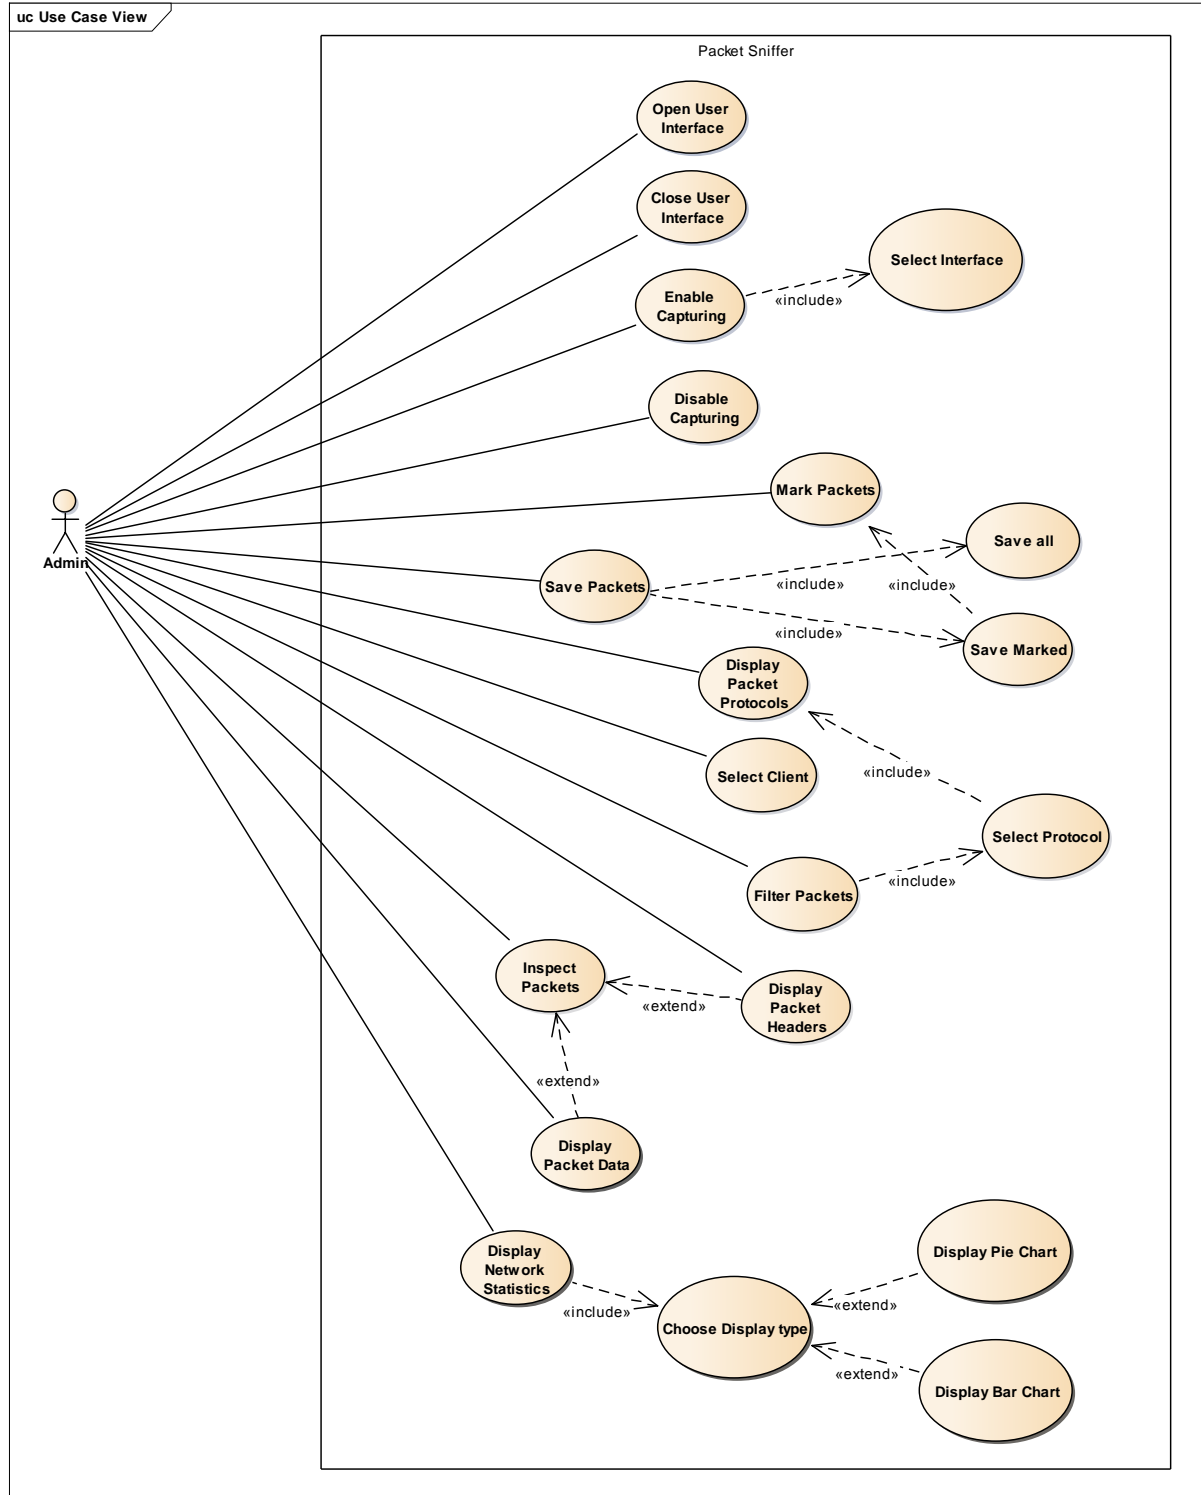 uc Use Case View
Packet Sniffer
Open User
Interface
Close User
Interface
Select Interface
Enable
Capturing
«include»
Disable
Capturing
Mark Packets
Save all
Admin
Save Packets
«include»
«include»
«include»
Save Marked
Display
Packet
Protocols
Select Client
«include»
Select Protocol
Filter Packets
«include»
Inspect
Packets
Display
Packet
Headers
«extend»
«extend»
Display
Packet Data
Display
Network
Statistics
Display Pie Chart
«include»
Choose Display type
«extend»
«extend»
Display Bar Chart